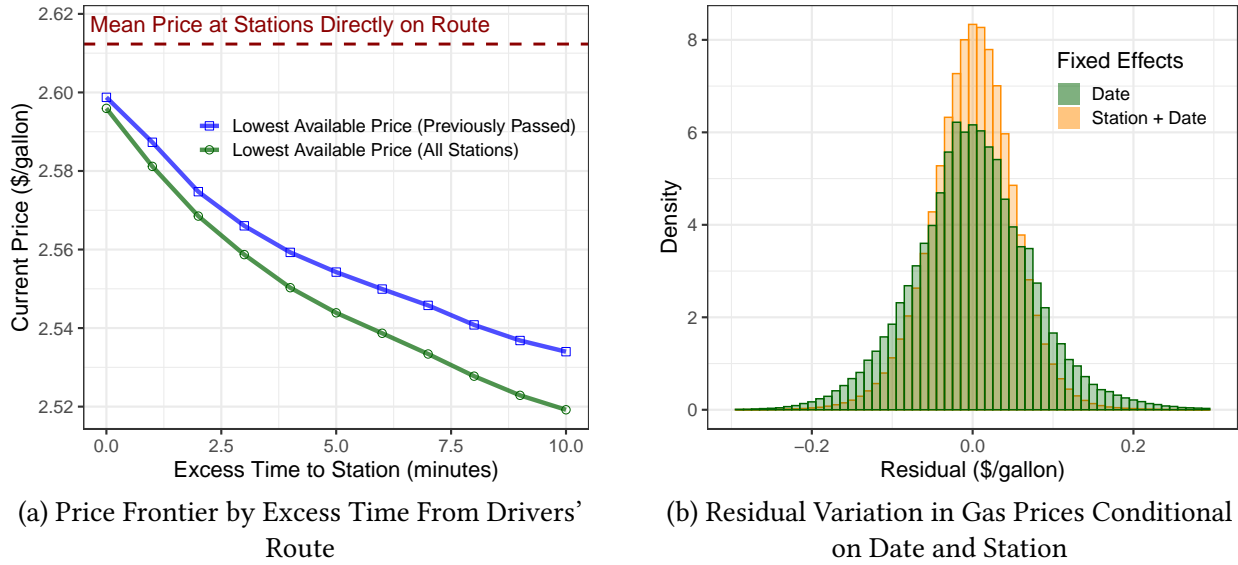 Mean Price at Stations Directly on Route
Lowest Available Price (Previously Passed)
Lowest Available Price (All Stations)
2.62
2.60
2.58
2.56
2.54
2.52
Current Price ($/gallon)
0.0 2.5 5.0 7.5 10.0
Excess Time to Station (minutes)
(a) Price Frontier by Excess Time From Drivers’
Route
Fixed Effects
Date
Station + Date
8
6
4
2
0
Density
−0.2 0.0 0.2
Residual ($/gallon)
(b) Residual Variation in Gas Prices Conditional
on Date and Station